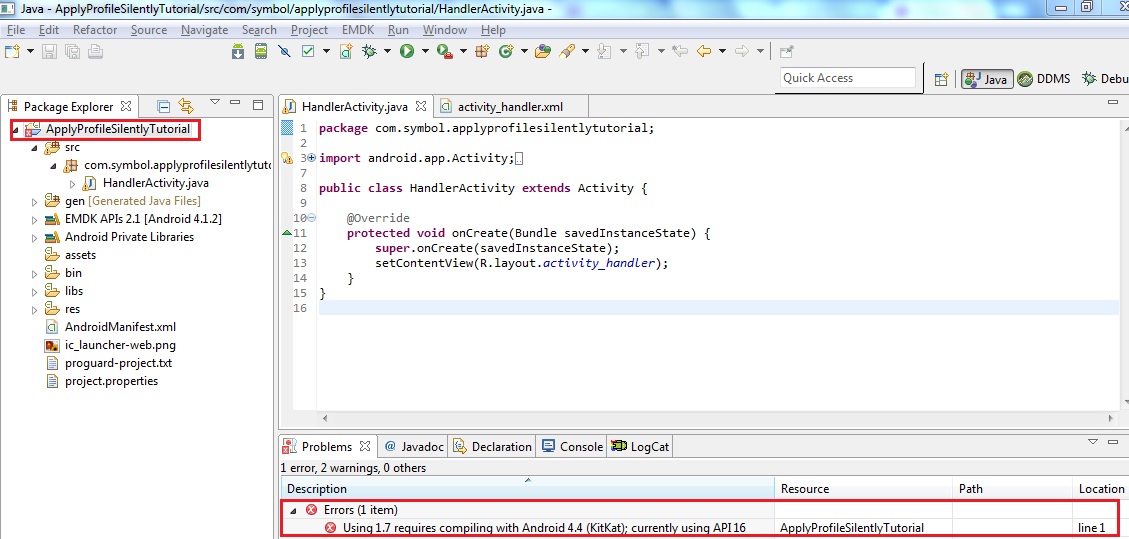 Java - ApplyProfileSilentlyTutorial/src/com/symbol/applyprofilesilentlytutorial/HandlerActivity.java -
File Edit Refactor Source Navigate Search Project EMDK Run Window Help
Quick Access
Java
DDMS
Debu
Package Explorer
ApplyProfileSilentlyTutorial
src
com.symbol.applyprofilesilentlytuto
HandlerActivity.java
gen [Generated Java Files]
EMDK APIs 2.1 [Android 4.1.2]
Android Private Libraries
assets
bin
libs
res
AndroidManifest.xml
ic_launcher-web.png
proguard-project.txt
project.properties
HandlerActivity.java
activity_handler.xml
1 package com.symbol.applyprofilesilentlytutorial;
2
3 import android.app.Activity;
7
8 public class HandlerActivity extends Activity {
9
10 @Override
11 protected void onCreate(Bundle savedInstanceState) {
12 super.onCreate(savedInstanceState);
13 setContentView(R.layout.activity_handler);
14 }
15 }
16
Problems
@ Javadoc
Declaration
Console
LogCat
1 error, 2 warnings, 0 others
Description Resource Path Location
Errors (1 item)
Using 1.7 requires compiling with Android 4.4 (KitKat); currently using API 16 ApplyProfileSilentlyTutorial line 1